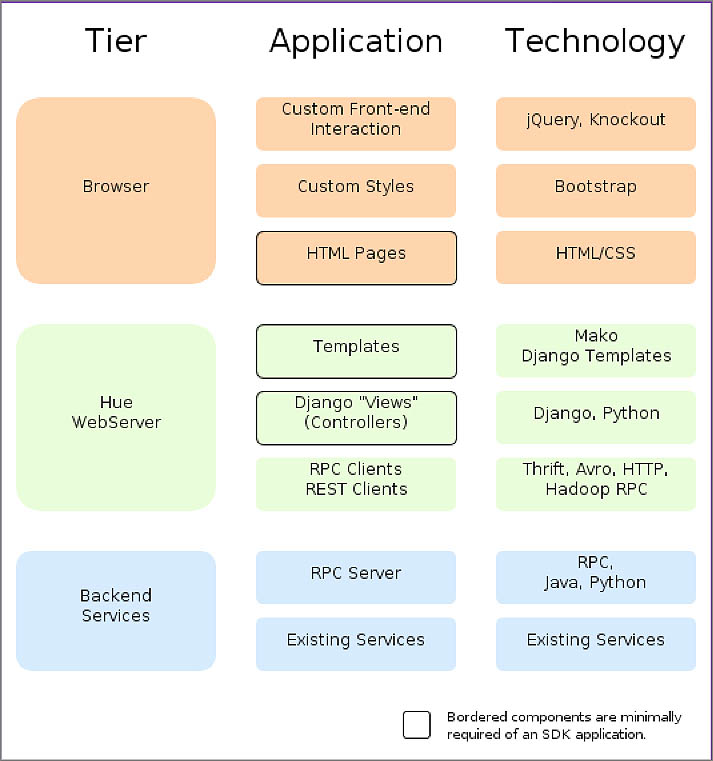 Tier
Application
Technology
Browser
Custom Front-end
Interaction
jQuery, Knockout
Custom Styles
Bootstrap
HTML Pages
HTML/CSS
Hue
WebServer
Templates
Mako
Django Templates
Django "Views"
(Controllers)
Django, Python
RPC Clients
REST Clients
Thrift, Avro, HTTP,
Hadoop RPC
Backend
Services
RPC Server
RPC,
Java, Python
Existing Services
Existing Services
Bordered components are minimally
required of an SDK application.